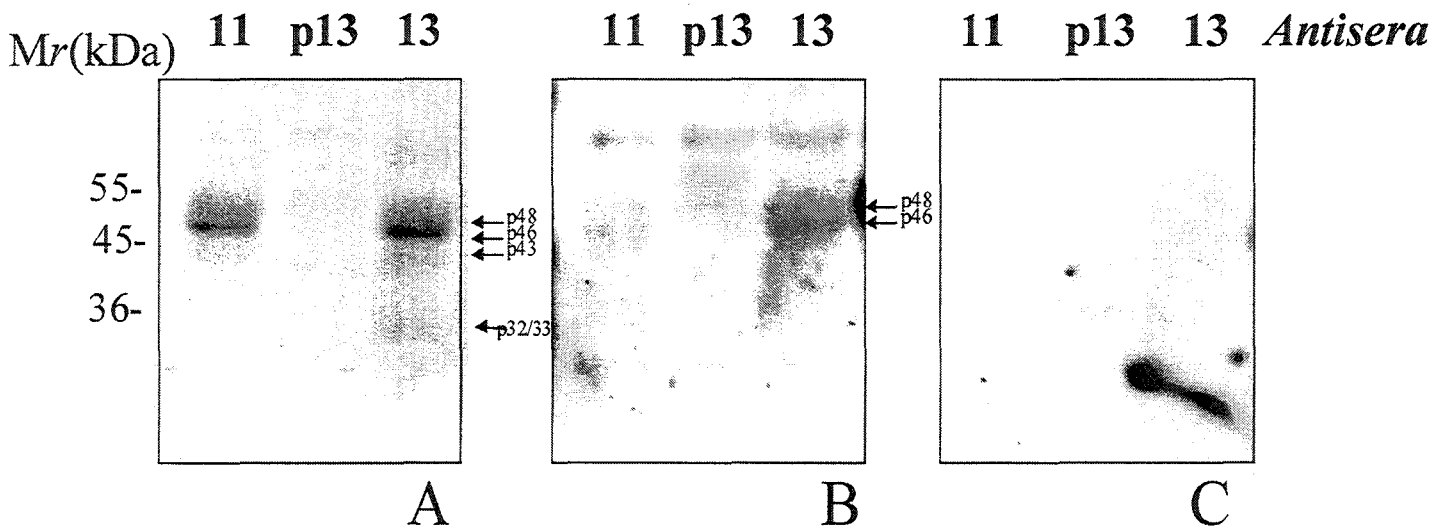 11 p13 13 11 p13 13 11 p13 13 Antisera
Mr(kDa)
55-
p48
p48
p46
p46
45-
p43
36-
p32/33
A B C